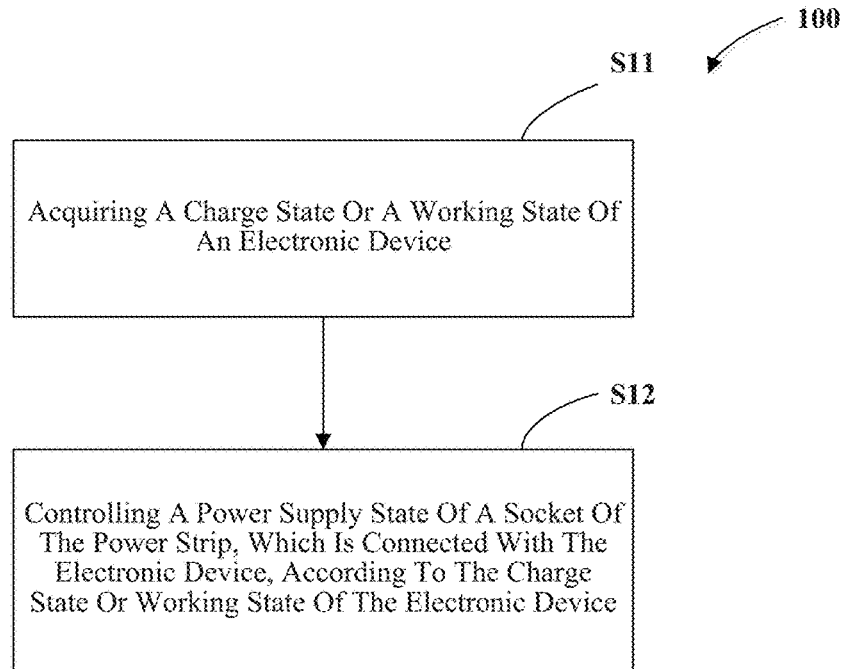 100
S11
Acquiring A Charge State Or A Working State Of
An Electronic Device
S12
Controlling A Power Supply State Of A Socket Of
The Power Strip, Which Is Connected With The
Electronic Device, According To The Charge
State Or Working State Of The Electronic Device